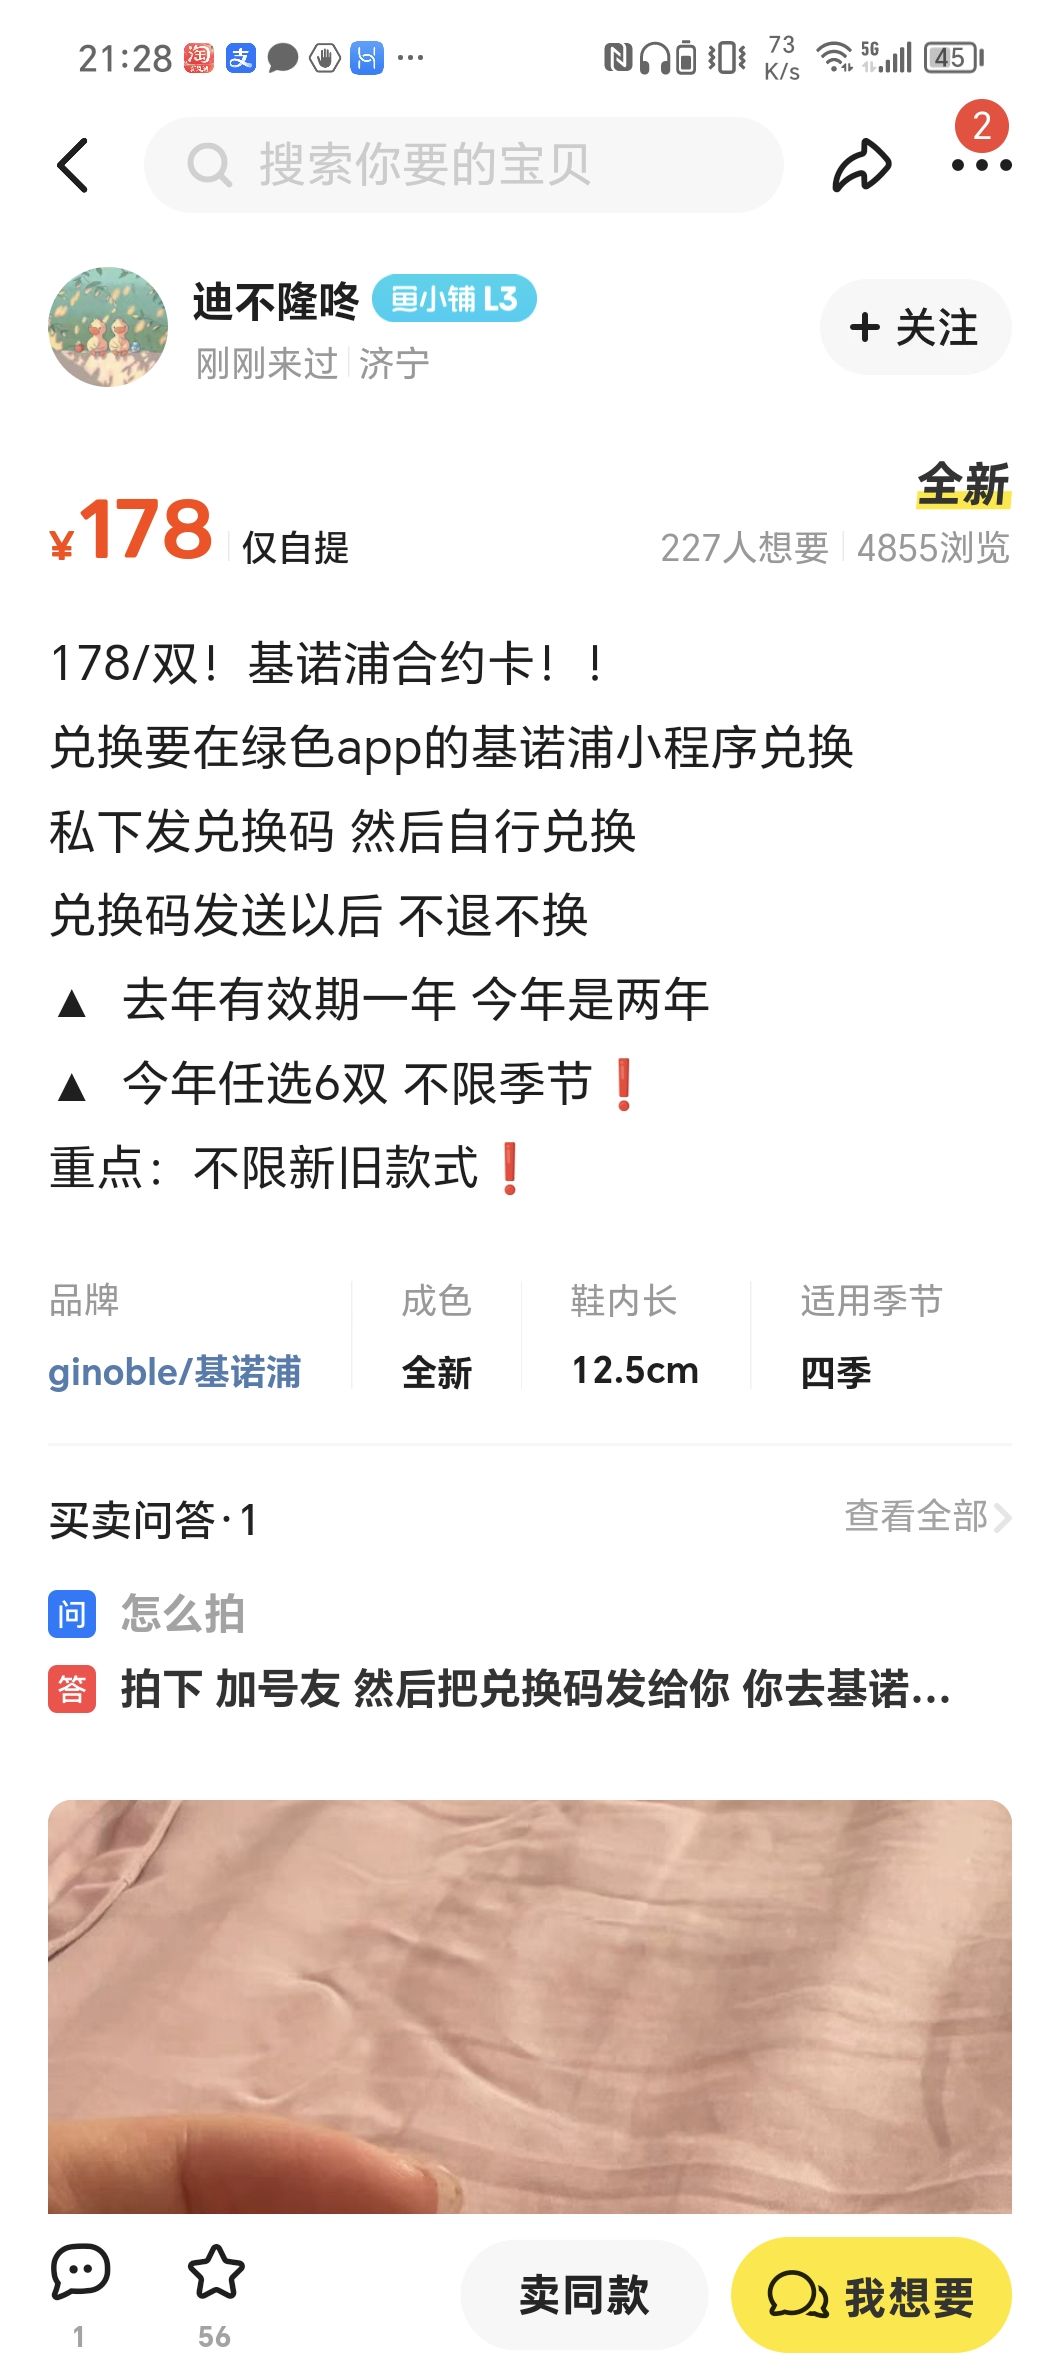 21:28
73
K/s
5G
45
搜索你要的宝贝
2
迪不隆咚 鱼小铺 L3
刚刚来过 济宁
+ 关注
全新
¥178 仅自提
227人想要 4855浏览
178/双！基诺浦合约卡！！
兑换要在绿色app的基诺浦小程序兑换
私下发兑换码 然后自行兑换
兑换码发送以后 不退不换
▲ 去年有效期一年 今年是两年
▲ 今年任选6双 不限季节❗
重点：不限新旧款式❗
品牌 成色 鞋内长 适用季节
ginoble/基诺浦 全新 12.5cm 四季
买卖问答·1 查看全部
问 怎么拍
答 拍下 加号友 然后把兑换码发给你 你去基诺...
1 56 卖同款 我想要